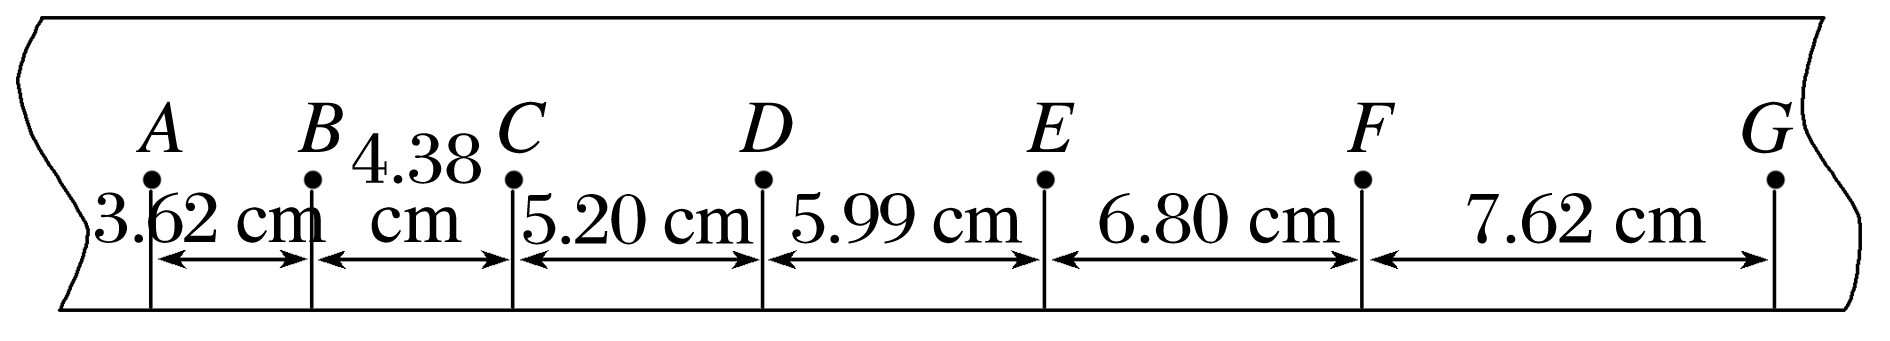 A B C D E F G
3.62 cm 4.38 cm 5.20 cm 5.99 cm 6.80 cm 7.62 cm